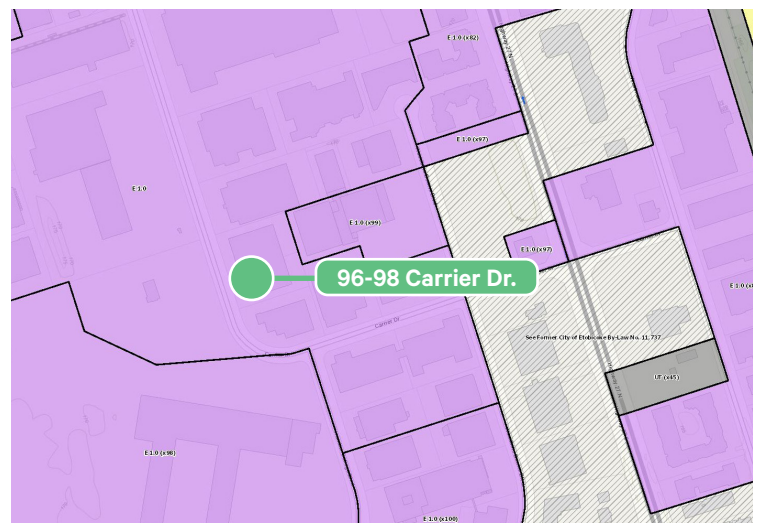 E 1.0 (x82)
Highway 27 N
E 1.0 (x97)
E 1.0
E 1.0 (x99)
E 1.0 (x97)
96-98 Carrier Dr.
Carrier Dr
See Former City of Etobicoke By-Law No. 11,737
UT (x45)
E 1.0 (x98)
E 1.0 (x100)